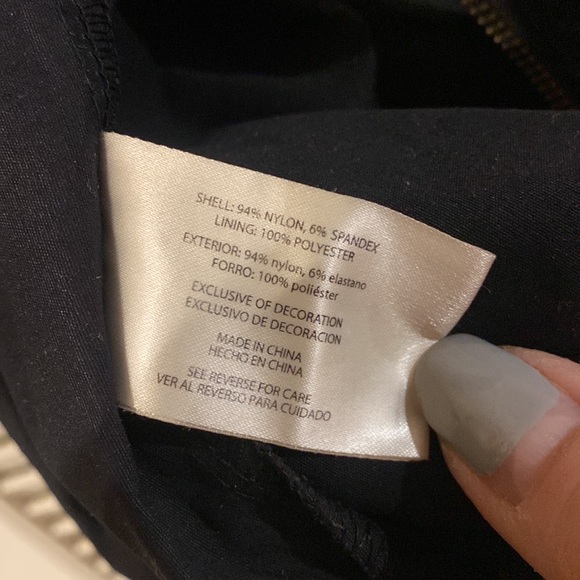 SHELL: 94% NYLON, 6% SPANDEX
LINING: 100% POLYESTER
EXTERIOR: 94% nylon, 6% elastano
FORRO: 100% poliéster
EXCLUSIVE OF DECORATION
EXCLUSIVO DE DECORACION
MADE IN CHINA
HECHO EN CHINA
SEE REVERSE FOR CARE
VER AL REVERSO PARA CUIDADO